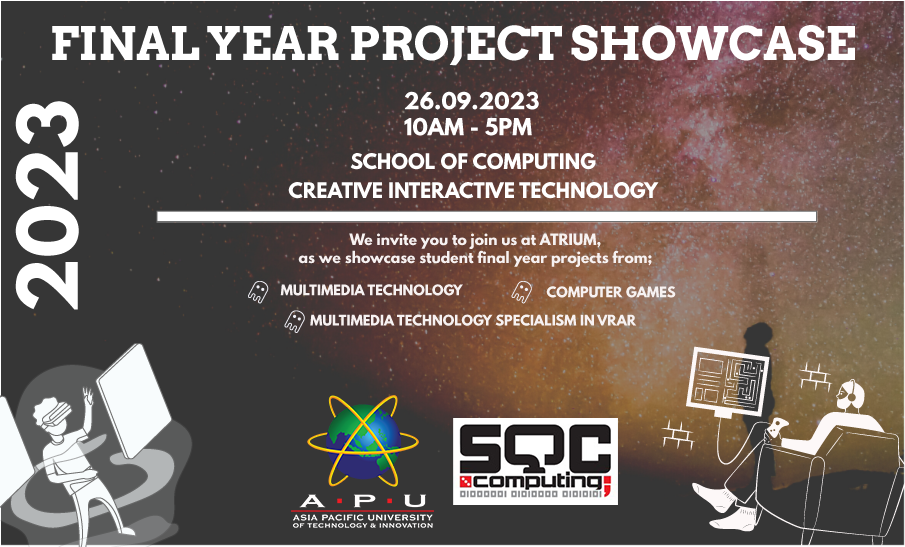 FINAL YEAR PROJECT SHOWCASE
2023
26.09.2023
10AM - 5PM
SCHOOL OF COMPUTING
CREATIVE INTERACTIVE TECHNOLOGY
We invite you to join us at ATRIUM,
as we showcase student final year projects from;
MULTIMEDIA TECHNOLOGY
COMPUTER GAMES
MULTIMEDIA TECHNOLOGY SPECIALISM IN VRAR
A·P·U
ASIA PACIFIC UNIVERSITY
OF TECHNOLOGY & INNOVATION
SOC
computing;